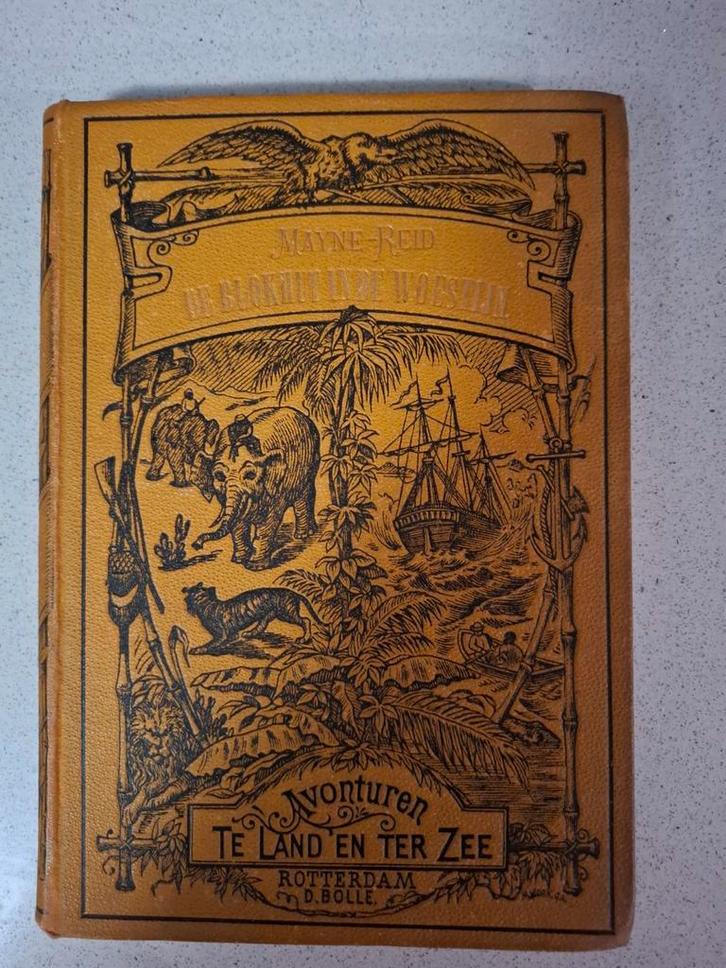 MAYNE-REID
DE BLOKHUT IN DE WOESTIJN.
Avonturen
TE LAND EN TER ZEE
ROTTERDAM
D. BOLLE.